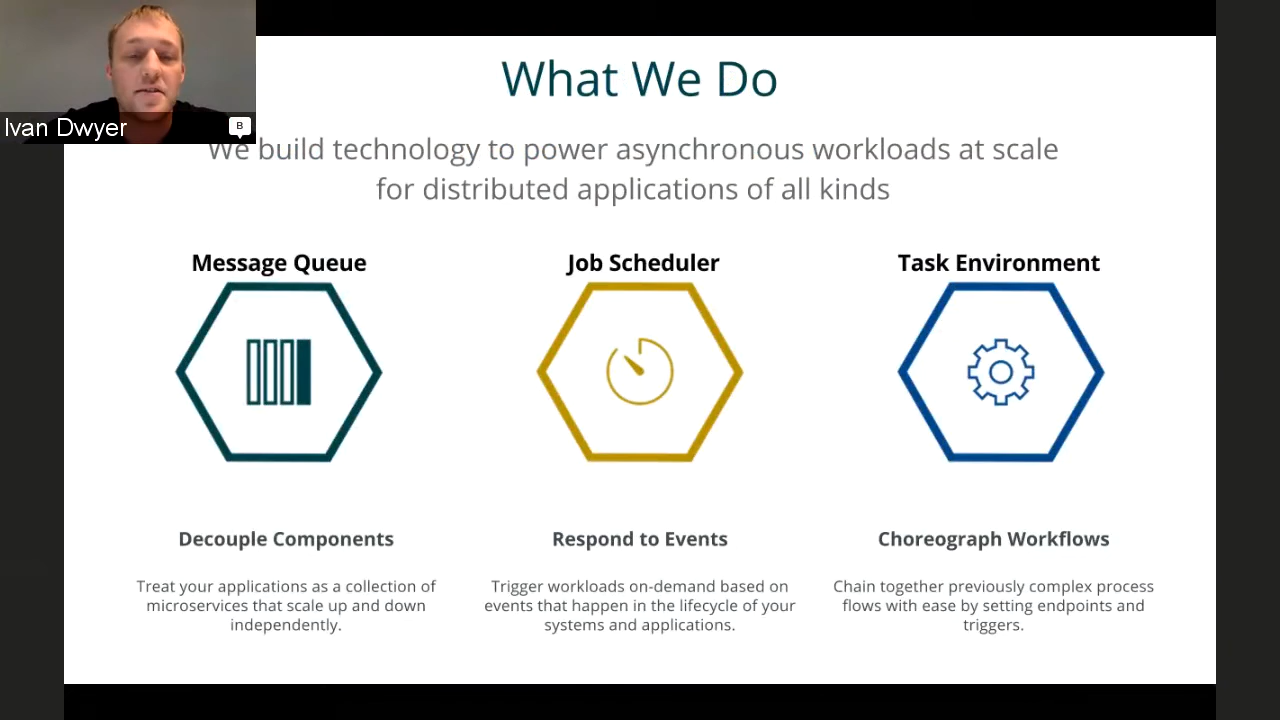 Ivan Dwyer
B
What We Do
We build technology to power asynchronous workloads at scale
for distributed applications of all kinds
Message Queue
Job Scheduler
Task Environment
Decouple Components
Treat your applications as a collection of
microservices that scale up and down
independently.
Respond to Events
Trigger workloads on-demand based on
events that happen in the lifecycle of your
systems and applications.
Choreograph Workflows
Chain together previously complex process
flows with ease by setting endpoints and
triggers.